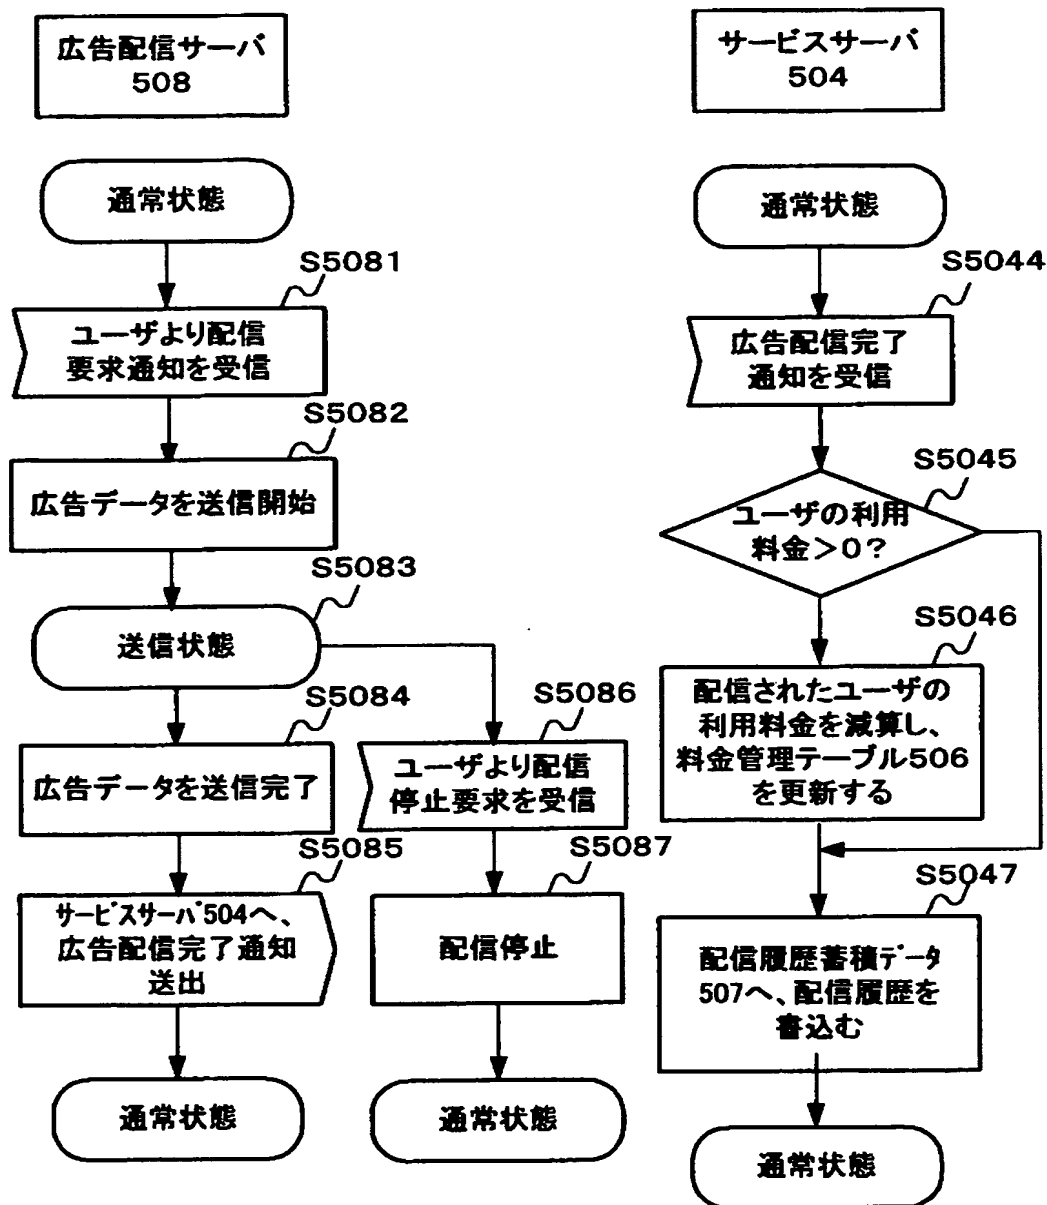 広告配信サーバ
508
通常状態
S5081
ユーザより配信
要求通知を受信
S5082
広告データを送信開始
S5083
送信状態
S5084
広告データを送信完了
S5085
サービスサーバ504へ、
広告配信完了通知
送出
通常状態
S5086
ユーザより配信
停止要求を受信
S5087
配信停止
通常状態
サービスサーバ
504
通常状態
S5044
広告配信完了
通知を受信
S5045
ユーザの利用
料金>0?
S5046
配信されたユーザの
利用料金を減算し、
料金管理テーブル506
を更新する
S5047
配信履歴蓄積データ
507へ、配信履歴を
書込む
通常状態